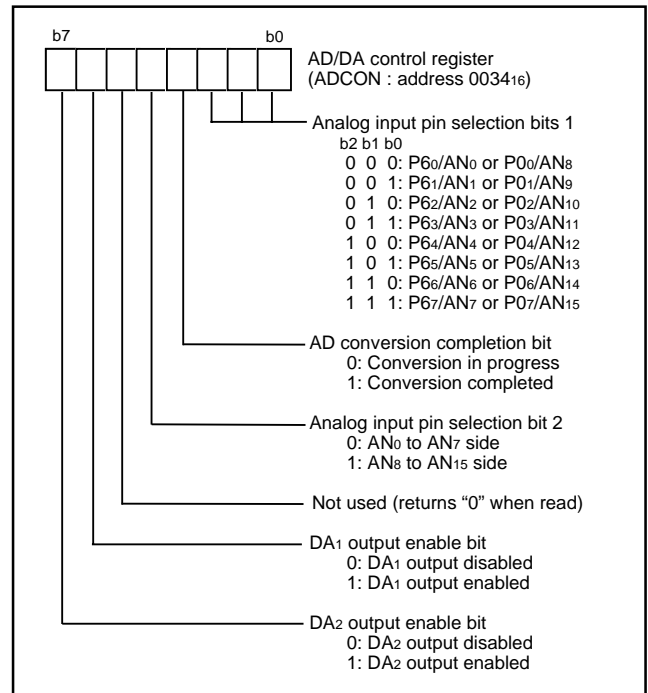 b7 b0
AD/DA control register
(ADCON : address 003416)
Analog input pin selection bits 1
b2 b1 b0
0 0 0: P60/AN0 or P00/AN8
0 0 1: P61/AN1 or P01/AN9
0 1 0: P62/AN2 or P02/AN10
0 1 1: P63/AN3 or P03/AN11
1 0 0: P64/AN4 or P04/AN12
1 0 1: P65/AN5 or P05/AN13
1 1 0: P66/AN6 or P06/AN14
1 1 1: P67/AN7 or P07/AN15
AD conversion completion bit
0: Conversion in progress
1: Conversion completed
Analog input pin selection bit 2
0: AN0 to AN7 side
1: AN8 to AN15 side
Not used (returns “0” when read)
DA1 output enable bit
0: DA1 output disabled
1: DA1 output enabled
DA2 output enable bit
0: DA2 output disabled
1: DA2 output enabled